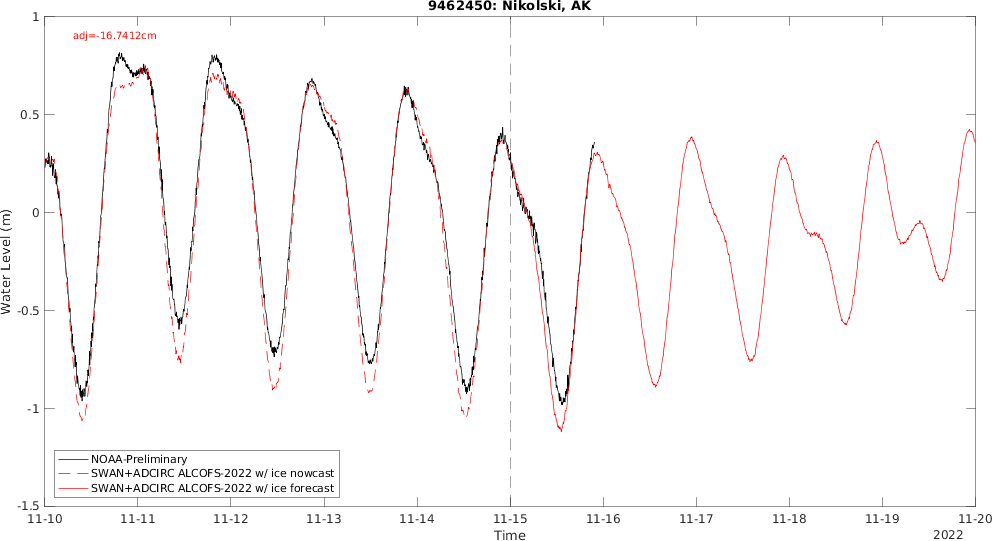 9462450: Nikolski, AK
adj=-16.7412cm
1
0.5
0
-0.5
-1
-1.5
Water Level (m)
NOAA-Preliminary
SWAN+ADCIRC ALCOFS-2022 w/ ice nowcast
SWAN+ADCIRC ALCOFS-2022 w/ ice forecast
11-10 11-11 11-12 11-13 11-14 11-15 11-16 11-17 11-18 11-19 11-20
Time
2022